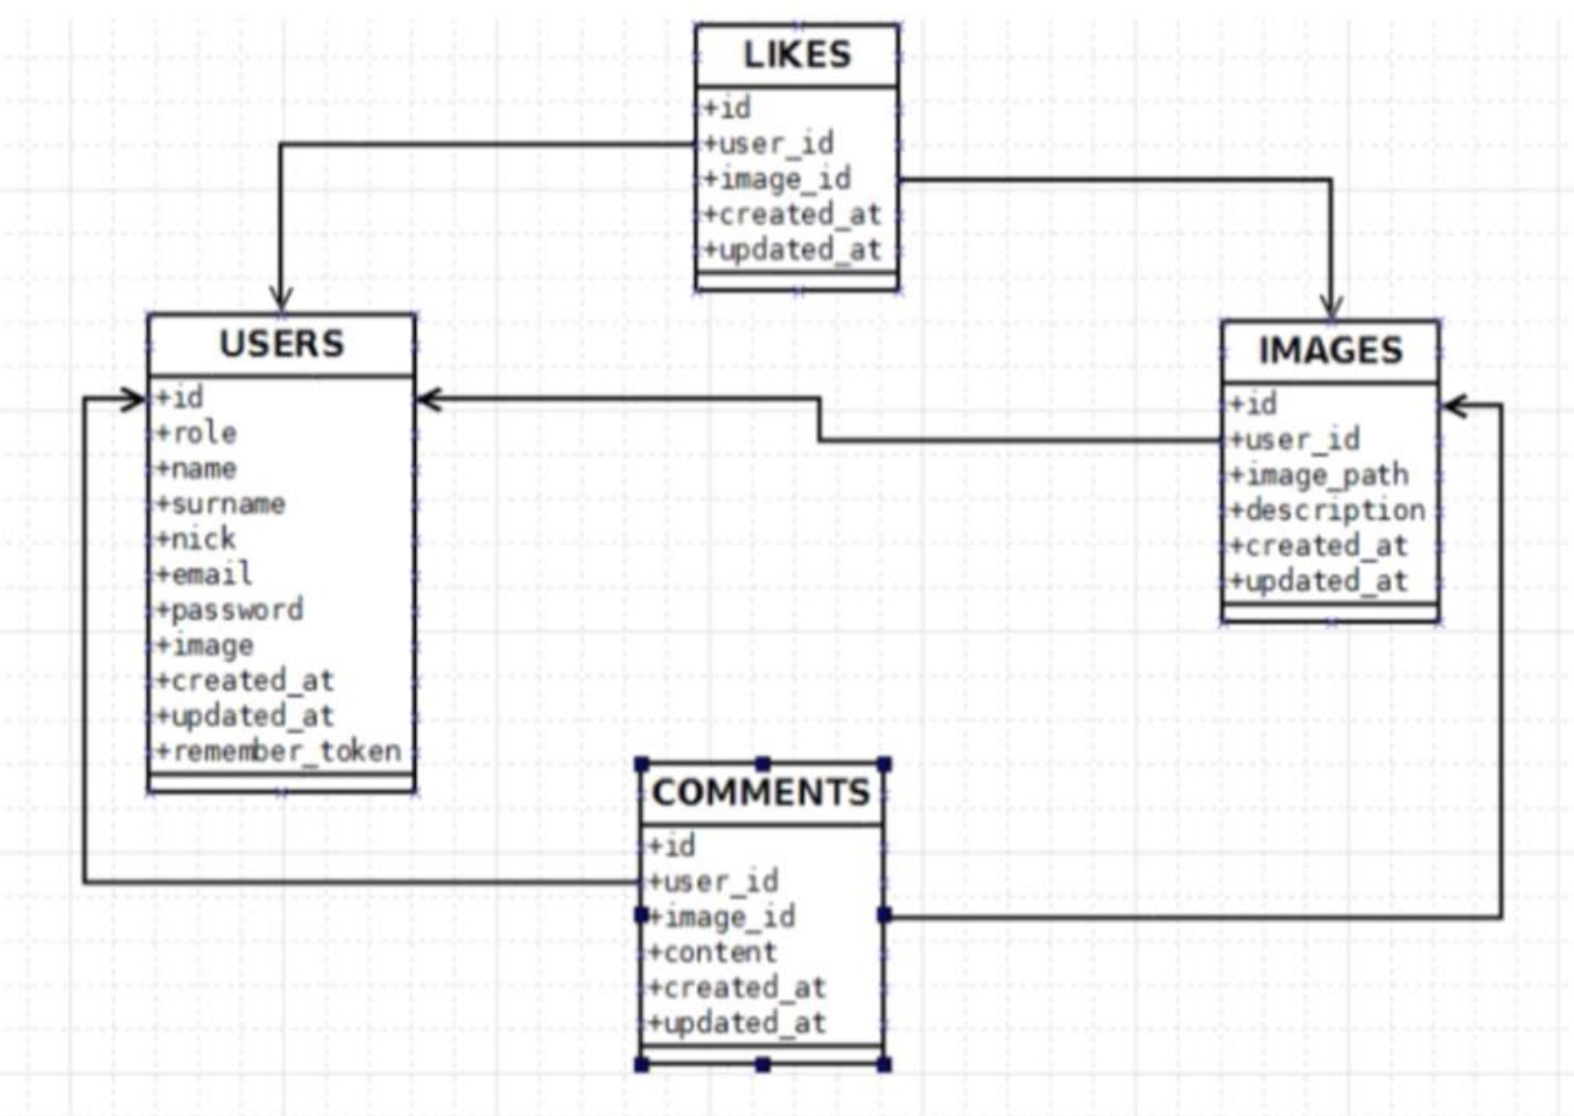 LIKES
+id
+user_id
+image_id
+created_at
+updated_at
USERS
+id
+role
+name
+surname
+nick
+email
+password
+image
+created_at
+updated_at
+remember_token
IMAGES
+id
+user_id
+image_path
+description
+created_at
+updated_at
COMMENTS
+id
+user_id
+image_id
+content
+created_at
+updated_at